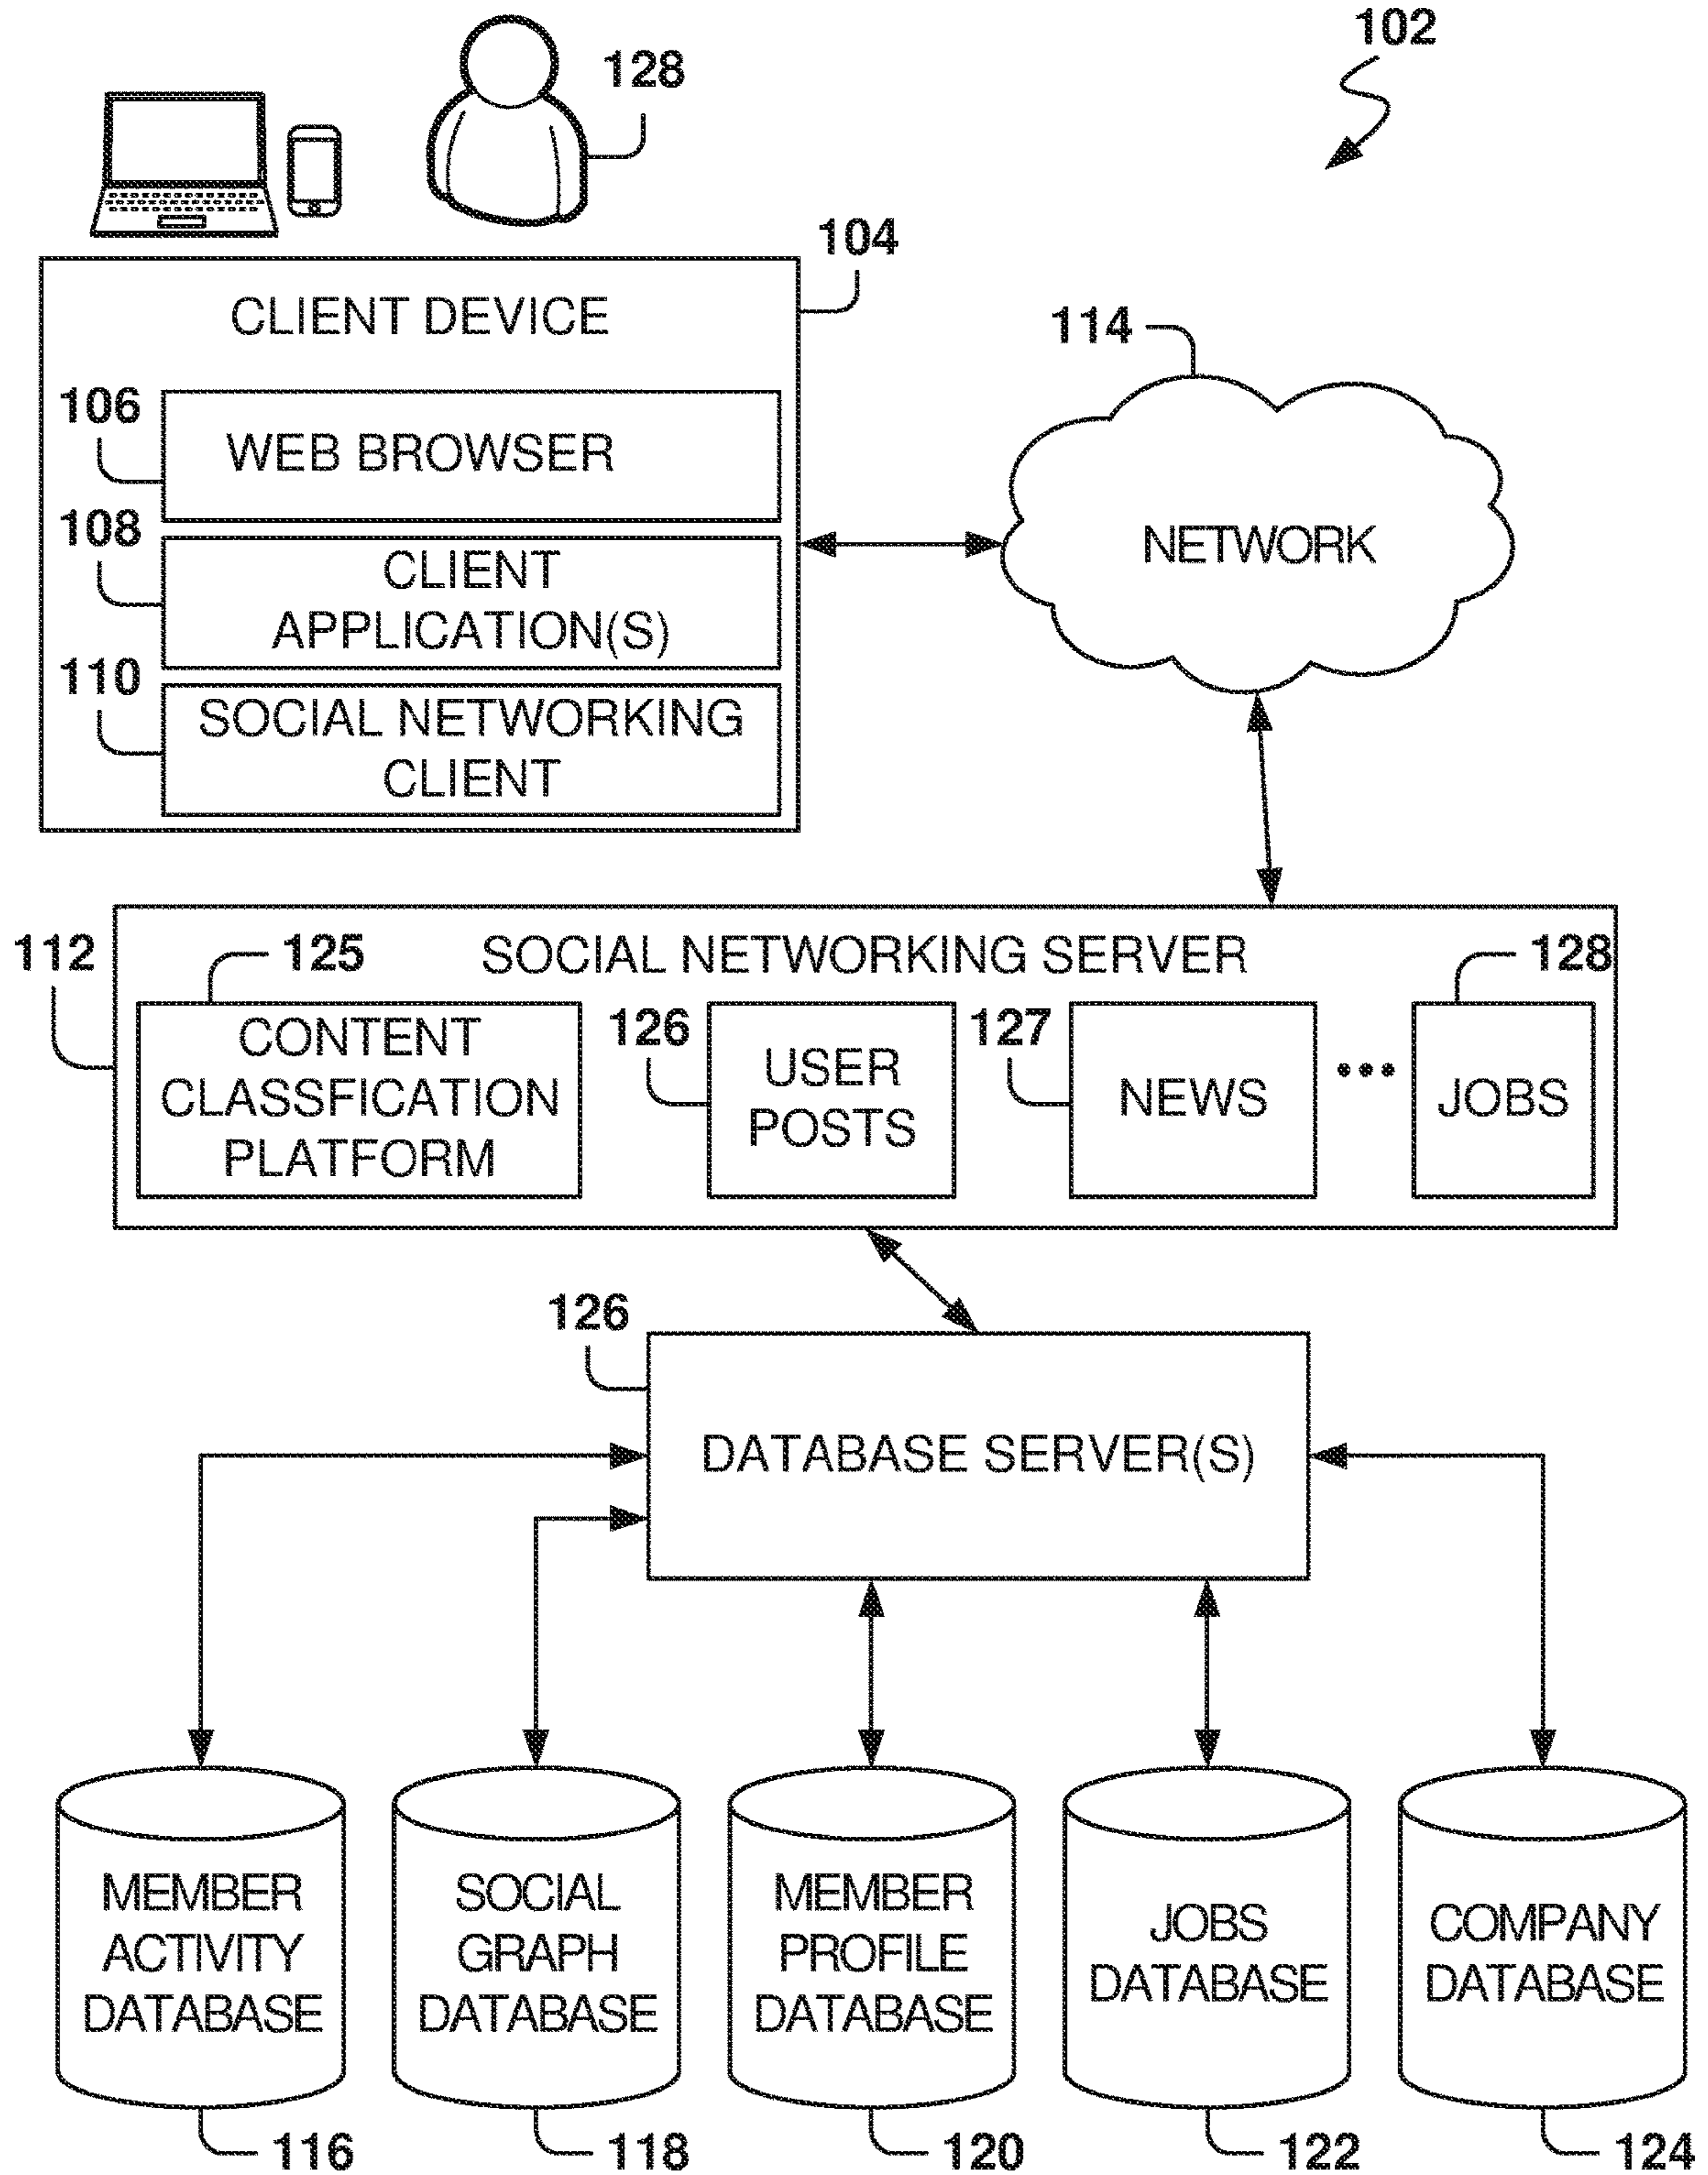 102
128
104
CLIENT DEVICE
114
106
WEB BROWSER
108
CLIENT
APPLICATION(S)
NETWORK
110
SOCIAL NETWORKING
CLIENT
112
125
SOCIAL NETWORKING SERVER
128
CONTENT
CLASSFICATION
PLATFORM
126
USER
POSTS
127
NEWS
•••
JOBS
126
DATABASE SERVER(S)
MEMBER
ACTIVITY
DATABASE
SOCIAL
GRAPH
DATABASE
MEMBER
PROFILE
DATABASE
JOBS
DATABASE
COMPANY
DATABASE
116
118
120
122
124